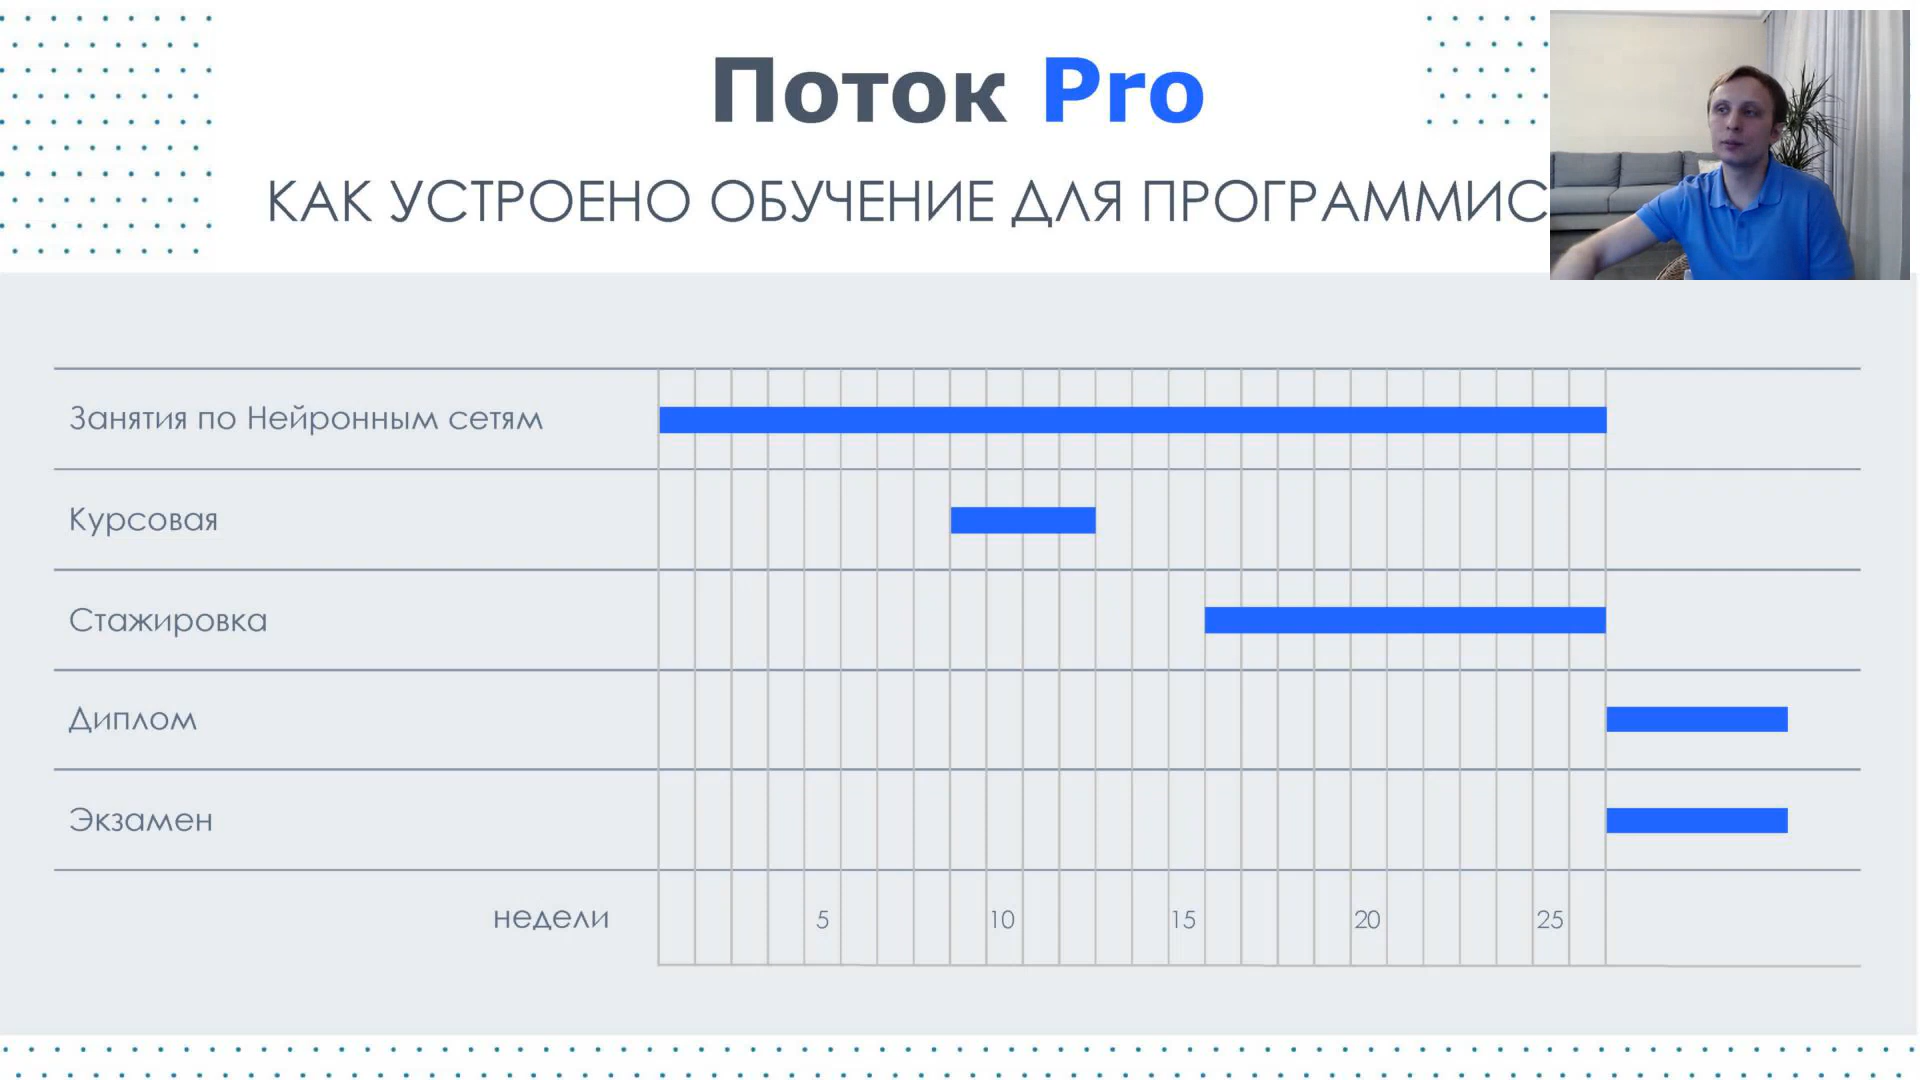 Поток Pro
КАК УСТРОЕНО ОБУЧЕНИЕ ДЛЯ ПРОГРАММИС
Занятия по Нейронным сетям
Курсовая
Стажировка
Диплом
Экзамен
недели 5 10 15 20 25